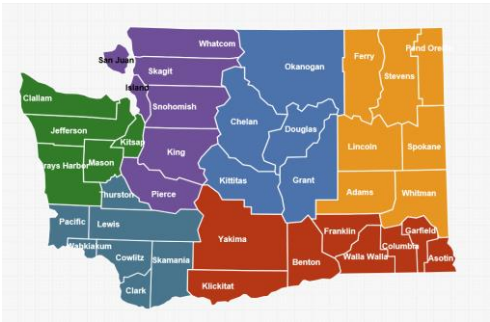 Whatcom
San Juan
Skagit
Okanogan
Ferry
Pend Oreille
Stevens
Island
Snohomish
Clallam
Chelan
Douglas
Jefferson
Kitsap
King
Lincoln
Spokane
Grays Harbor
Mason
Kittitas
Grant
Thurston
Pierce
Adams
Whitman
Pacific
Lewis
Yakima
Franklin
Garfield
Wahkiakum
Cowlitz
Skamania
Benton
Walla Walla
Columbia
Asotin
Clark
Klickitat